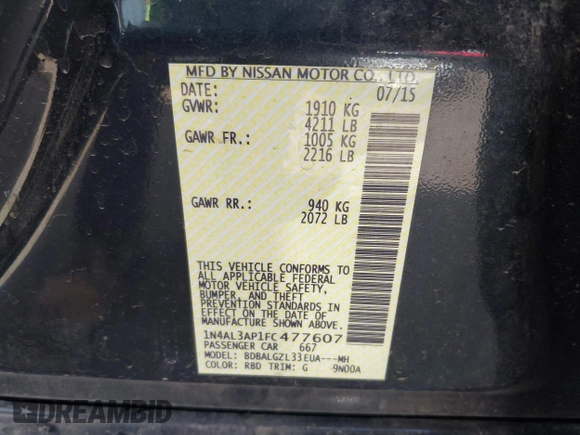 MFD BY NISSAN MOTOR CO., LTD.
DATE: 07/15
GVWR: 1910 KG
4211 LB
GAWR FR.: 1005 KG
2216 LB
GAWR RR.: 940 KG
2072 LB
THIS VEHICLE CONFORMS TO
ALL APPLICABLE FEDERAL
MOTOR VEHICLE SAFETY,
BUMPER, AND THEFT
PREVENTION STANDARDS
IN EFFECT ON THE DATE OF
MANUFACTURE SHOWN ABOVE.
1N4AL3AP1FC477607
PASSENGER CAR 667
MODEL: BDBALGZL33EUA---MH
COLOR: RBD TRIM: G 9N00A
DREAMBID